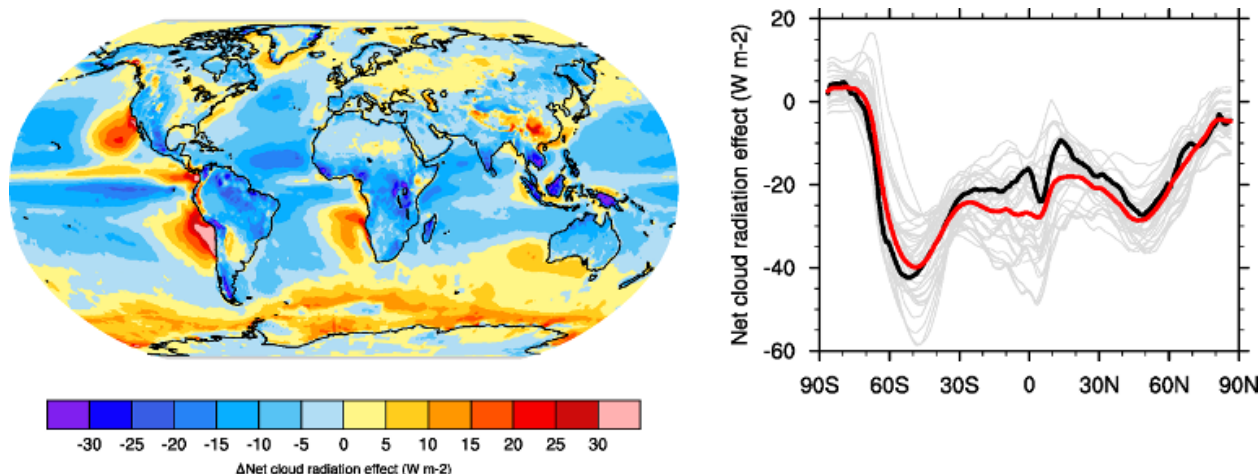 -30 -25 -20 -15 -10 -5 0 5 10 15 20 25 30
ΔNet cloud radiation effect (W m-2)
Net cloud radiation effect (W m-2)
20
0
-20
-40
-60
90S 60S 30S 0 30N 60N 90N